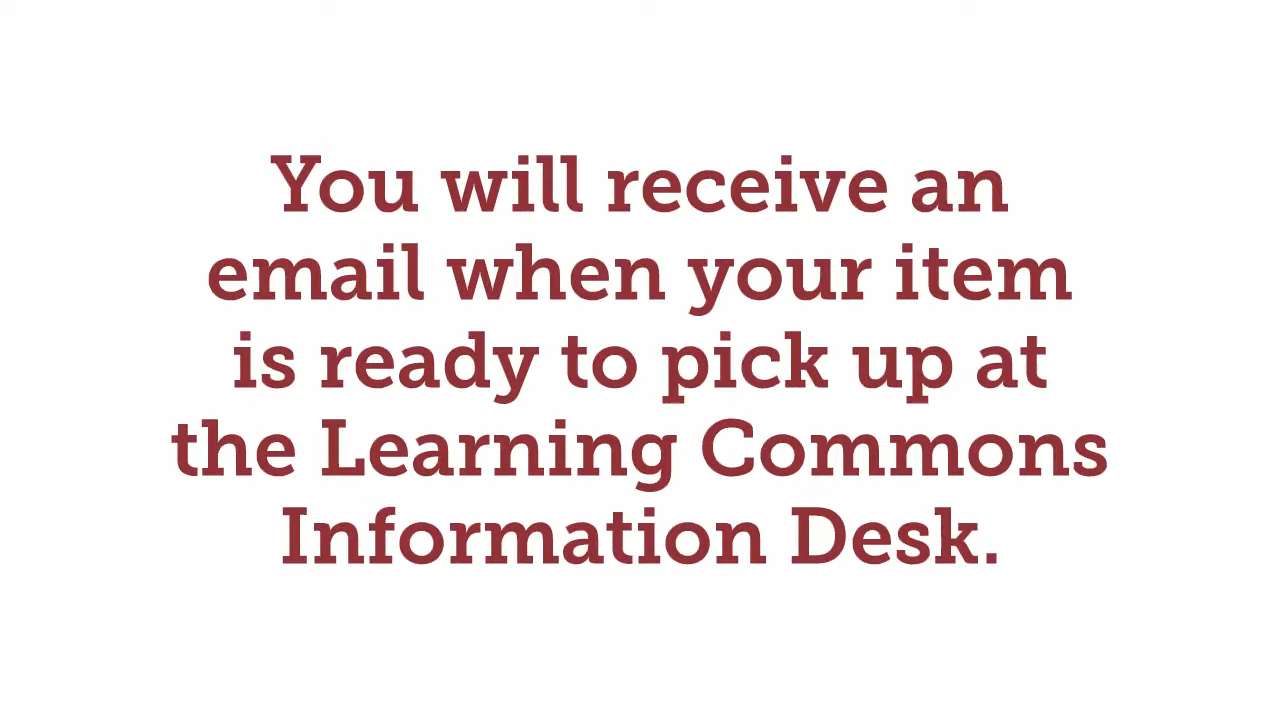 You will receive an
email when your item
is ready to pick up at
the Learning Commons
Information Desk.